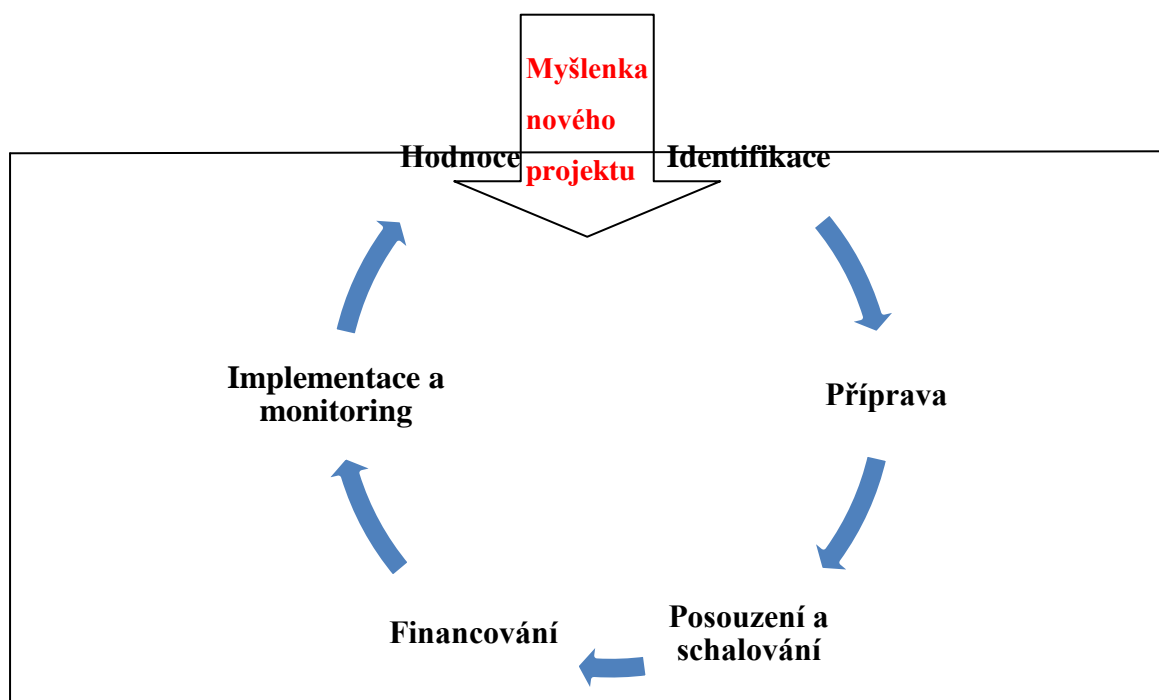 Myšlenka
nového
projektu
Hodnoce
Identifikace
Příprava
Posouzení a
schalování
Financování
Implementace a
monitoring